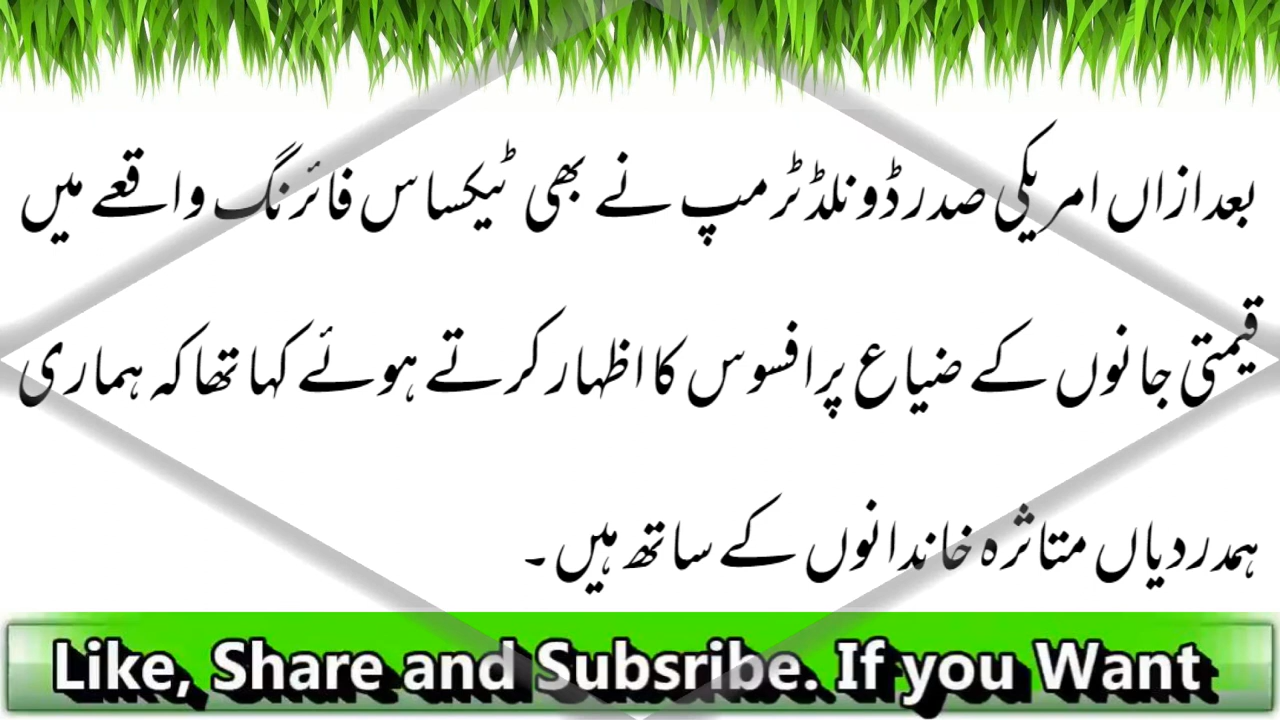 بعدازاں امریکی صدر ڈونلڈ ٹرمپ نے بھی ٹیکساس فائرنگ واقعے میں
قیمتی جانوں کے ضیاع پر افسوس کا اظہار کرتے ہوئے کہا تھا کہ ہماری
ہمدردیاں متاثرہ خاندانوں کے ساتھ ہیں۔
Like, Share and Subsribe. If you Want